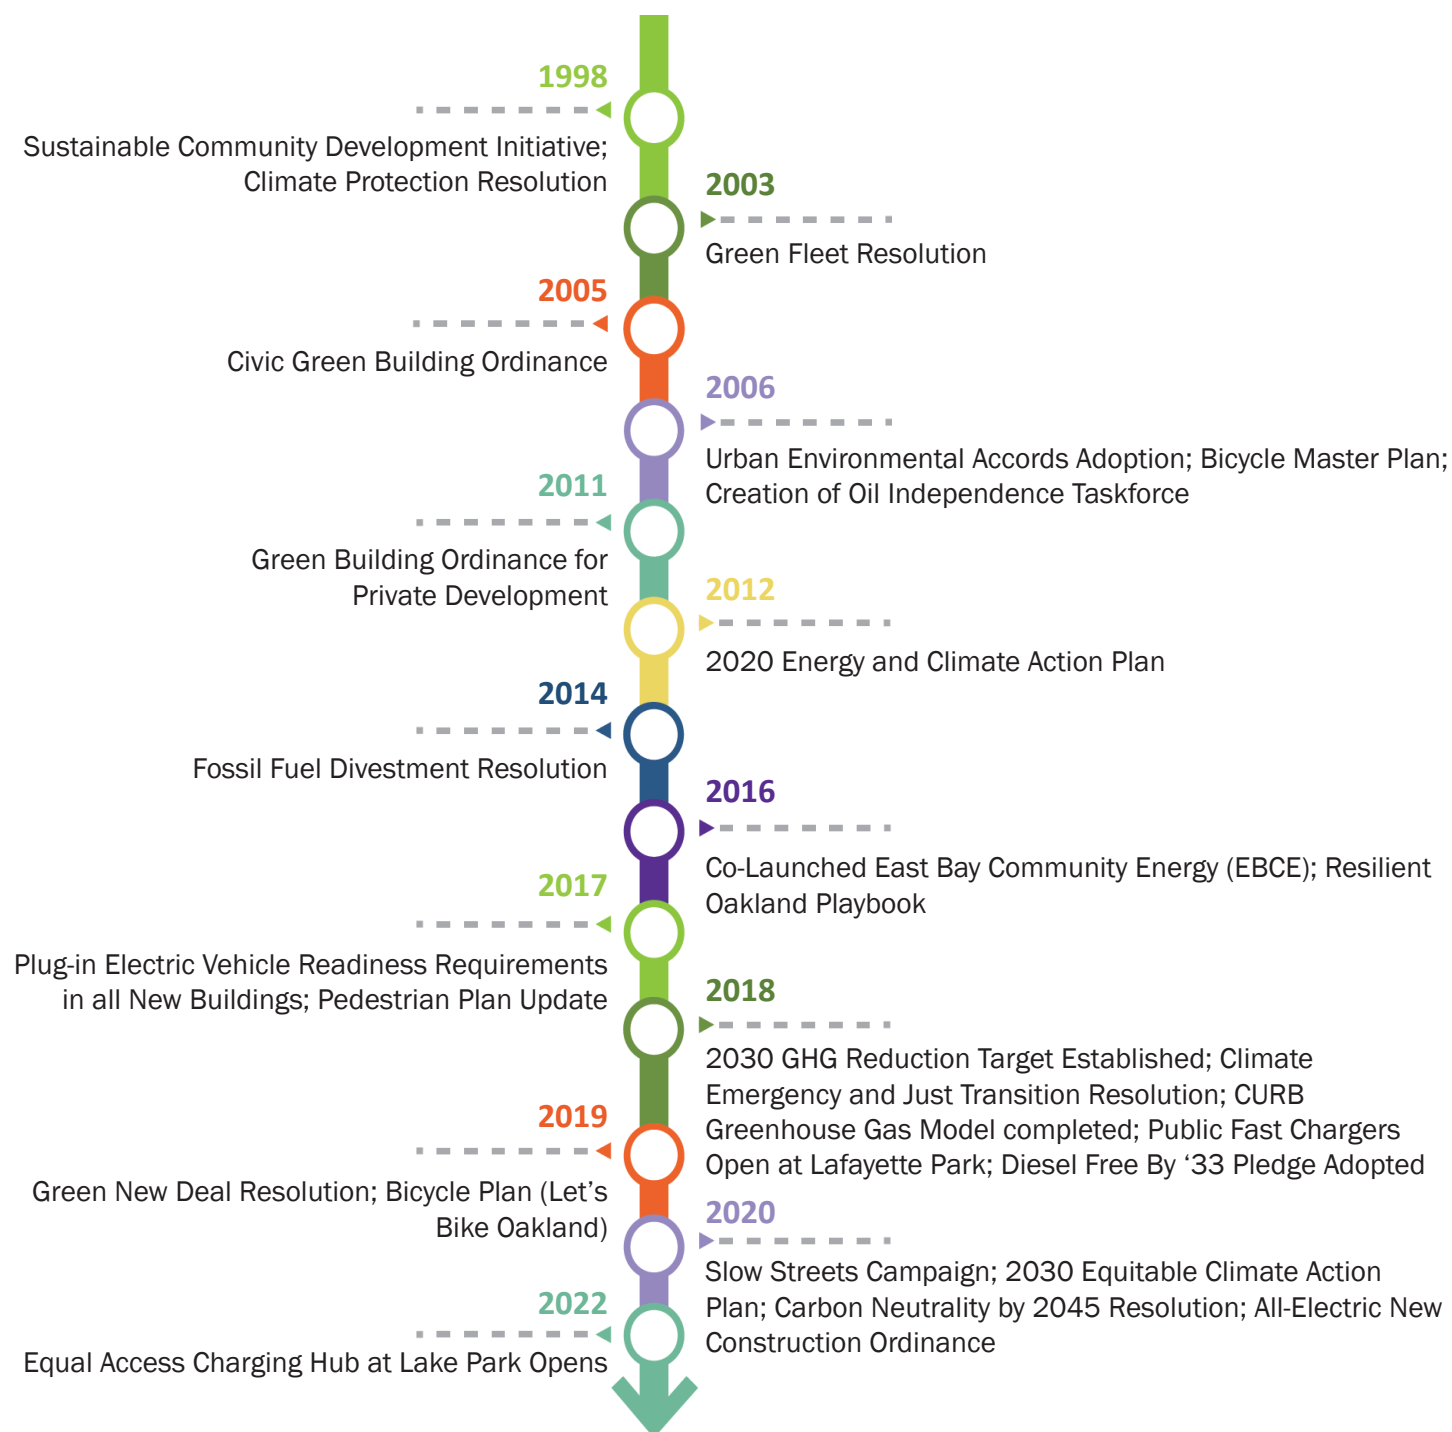 1998
Sustainable Community Development Initiative;
Climate Protection Resolution
2003
Green Fleet Resolution
2005
Civic Green Building Ordinance
2006
Urban Environmental Accords Adoption; Bicycle Master Plan;
Creation of Oil Independence Taskforce
2011
Green Building Ordinance for
Private Development
2012
2020 Energy and Climate Action Plan
2014
Fossil Fuel Divestment Resolution
2016
Co-Launched East Bay Community Energy (EBCE); Resilient
Oakland Playbook
2017
Plug-in Electric Vehicle Readiness Requirements
in all New Buildings; Pedestrian Plan Update
2018
2030 GHG Reduction Target Established; Climate
Emergency and Just Transition Resolution; CURB
Greenhouse Gas Model completed; Public Fast Chargers
Open at Lafayette Park; Diesel Free By ‘33 Pledge Adopted
2019
Green New Deal Resolution; Bicycle Plan (Let’s
Bike Oakland)
2020
Slow Streets Campaign; 2030 Equitable Climate Action
Plan; Carbon Neutrality by 2045 Resolution; All-Electric New
Construction Ordinance
2022
Equal Access Charging Hub at Lake Park Opens